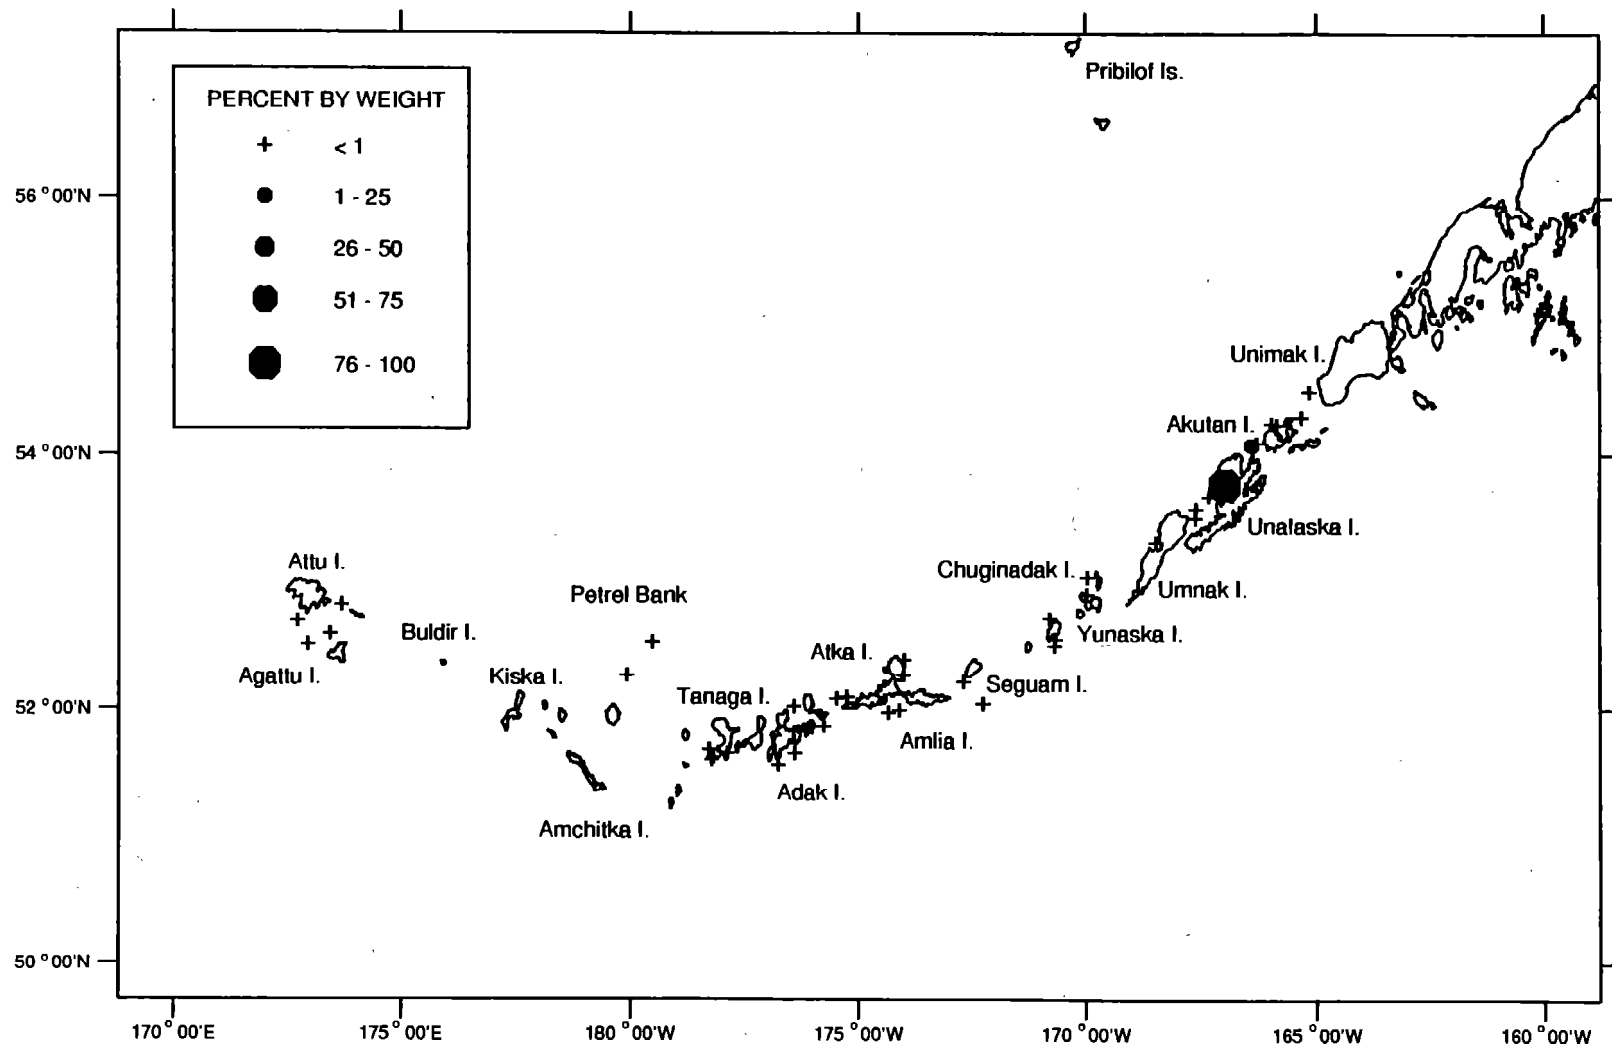 Pribilof Is.
PERCENT BY WEIGHT
< 1
1 - 25
26 - 50
51 - 75
76 - 100
56°00'N
Unimak I.
Akutan I.
54°00'N
Unalaska I.
Attu I.
Chuginadak I.
Petrel Bank
Umnak I.
Buldir I.
Yunaska I.
Atka I.
Agattu I.
Kiska I.
Seguam I.
Tanaga I.
52°00'N
Amlia I.
Adak I.
Amchitka I.
50°00'N
170°00'E
175°00'E
180°00'W
175°00'W
170°00'W
165°00'W
160°00'W